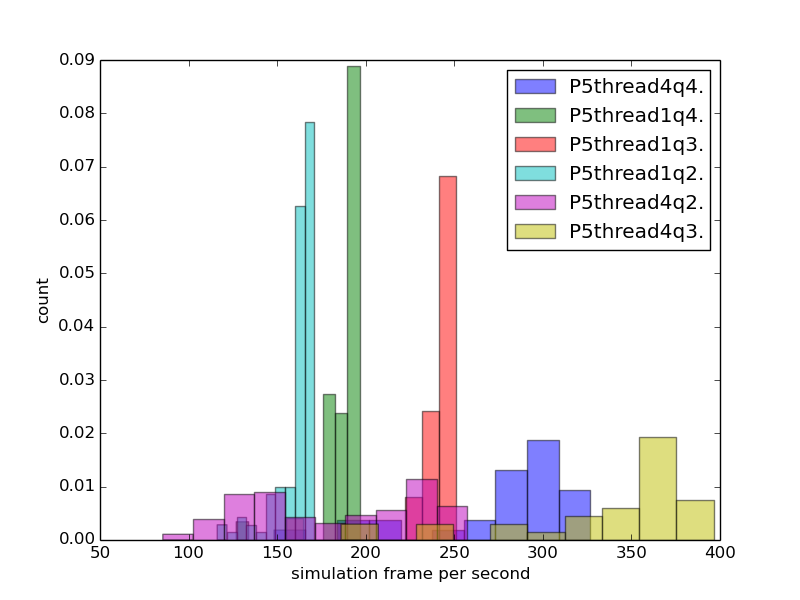 0.09
0.08
0.07
0.06
0.05
0.04
0.03
0.02
0.01
0.00
count
50 100 150 200 250 300 350 400
simulation frame per second
P5thread4q4.
P5thread1q4.
P5thread1q3.
P5thread1q2.
P5thread4q2.
P5thread4q3.